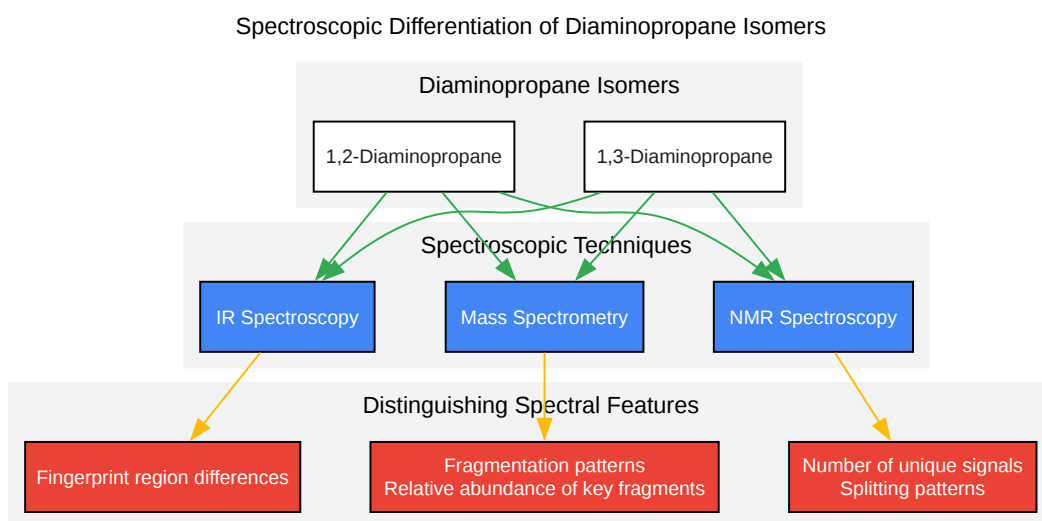 Spectroscopic Differentiation of Diaminopropane Isomers
Diaminopropane Isomers
1,2-Diaminopropane
1,3-Diaminopropane
Spectroscopic Techniques
IR Spectroscopy
Mass Spectrometry
NMR Spectroscopy
Distinguishing Spectral Features
Fingerprint region differences
Fragmentation patterns
Relative abundance of key fragments
Number of unique signals
Splitting patterns